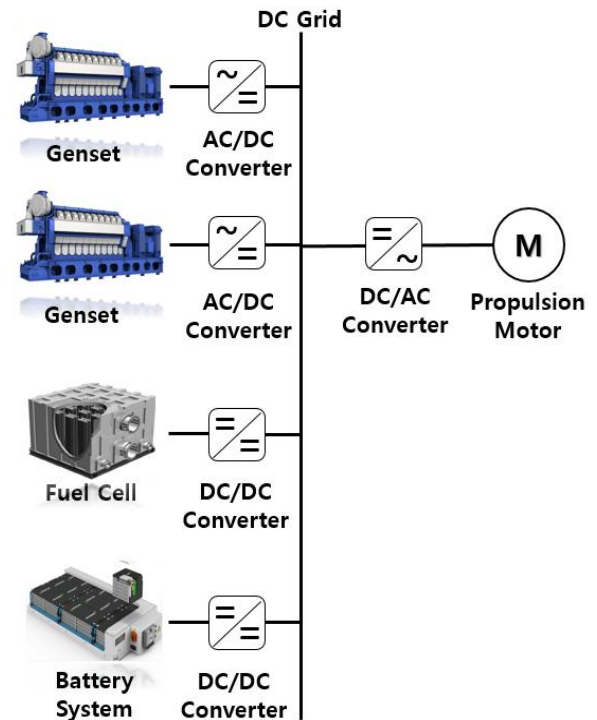 DC Grid
Genset
AC/DC
Converter
Genset
AC/DC
Converter
DC/AC
Converter
M
Propulsion
Motor
Fuel Cell
DC/DC
Converter
Battery
System
DC/DC
Converter